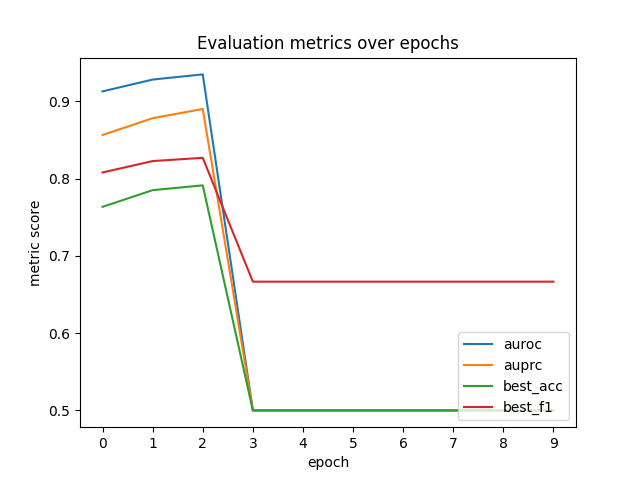 Evaluation metrics over epochs
metric score
0.9
0.8
0.7
0.6
0.5
auroc
auprc
best_acc
best_f1
0 1 2 3 4 5 6 7 8 9
epoch